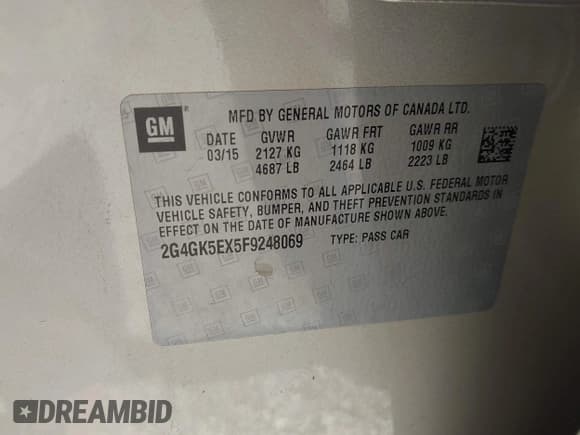 GM ®
MFD BY GENERAL MOTORS OF CANADA LTD.
DATE GVWR GAWR FRT GAWR RR
03/15 2127 KG 1118 KG 1009 KG
4687 LB 2464 LB 2223 LB
THIS VEHICLE CONFORMS TO ALL APPLICABLE U.S. FEDERAL MOTOR
VEHICLE SAFETY, BUMPER, AND THEFT PREVENTION STANDARDS IN
EFFECT ON THE DATE OF MANUFACTURE SHOWN ABOVE.
2G4GK5EX5F9248069 TYPE: PASS CAR
DREAMBID